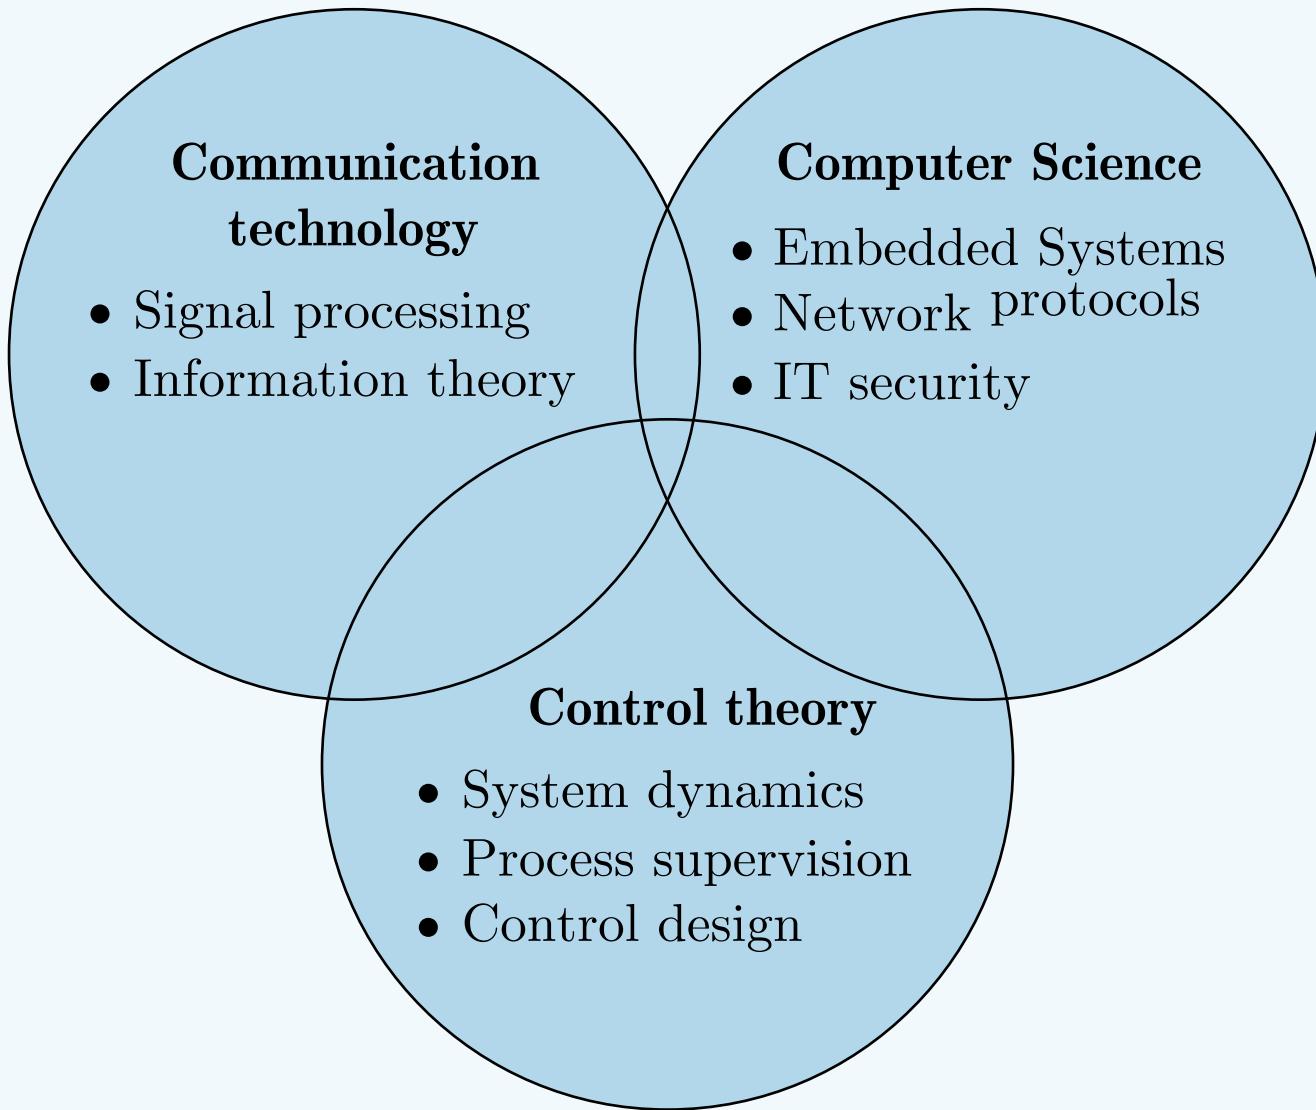 Communication
technology
• Signal processing
• Information theory
Computer Science
• Embedded Systems
• Network protocols
• IT security
Control theory
• System dynamics
• Process supervision
• Control design